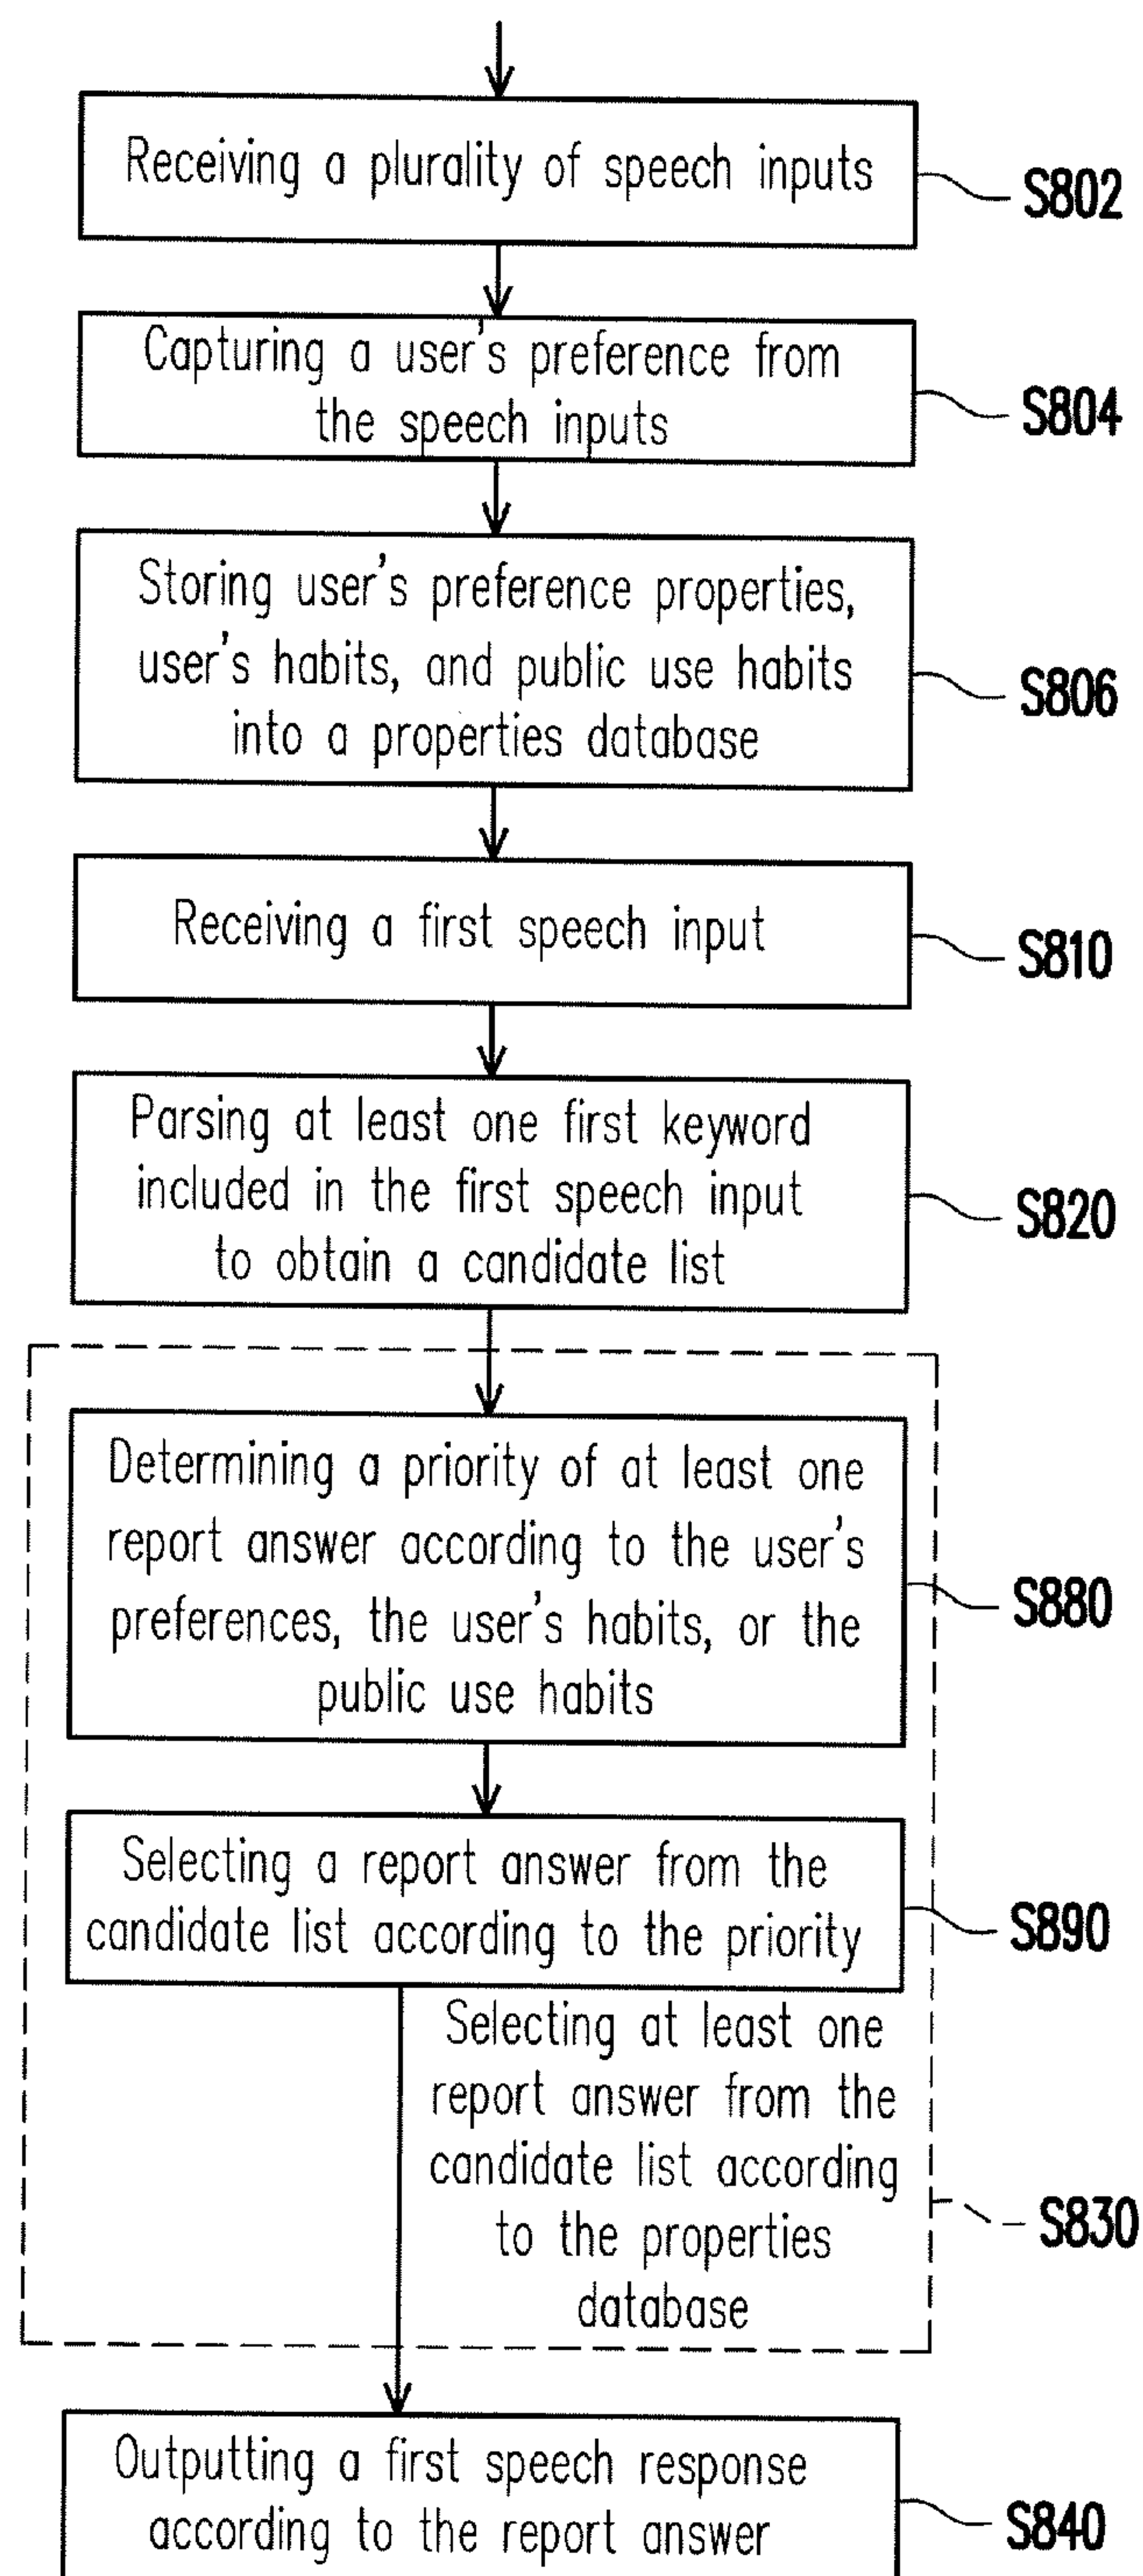 Receiving a plurality of speech inputs
S802
Capturing a user's preference from
the speech inputs
S804
Storing user's preference properties,
user's habits, and public use habits
into a properties database
S806
Receiving a first speech input
S810
Parsing at least one first keyword
included in the first speech input
to obtain a candidate list
S820
Determining a priority of at least one
report answer according to the user's
preferences, the user's habits, or the
public use habits
S880
Selecting a report answer from the
candidate list according to the priority
S890
Selecting at least one
report answer from the
candidate list according
to the properties
database
S830
Outputting a first speech response
according to the report answer
S840